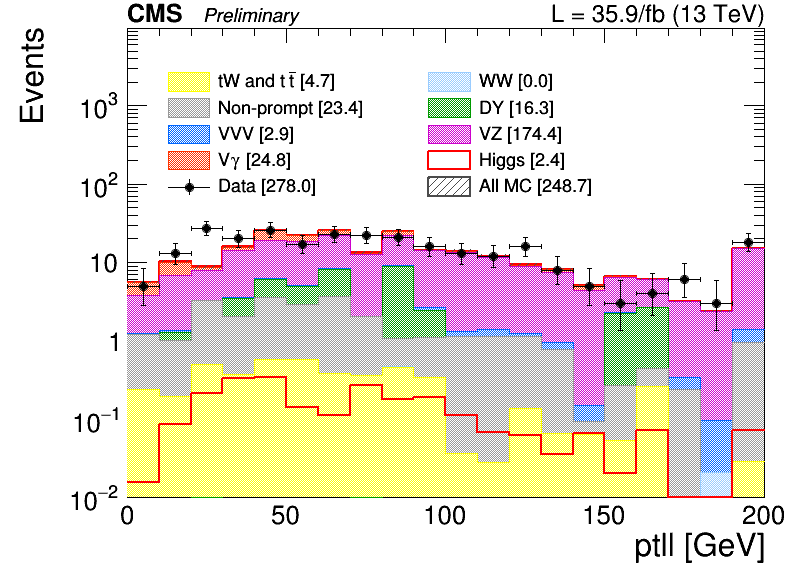 CMS Preliminary L = 35.9/fb (13 TeV)
Events
tW and t t̅ [4.7] WW [0.0]
Non-prompt [23.4] DY [16.3]
VVV [2.9] VZ [174.4]
Vγ [24.8] Higgs [2.4]
Data [278.0] All MC [248.7]
10³
10²
10
1
10⁻¹
10⁻²
0 50 100 150 200
ptll [GeV]